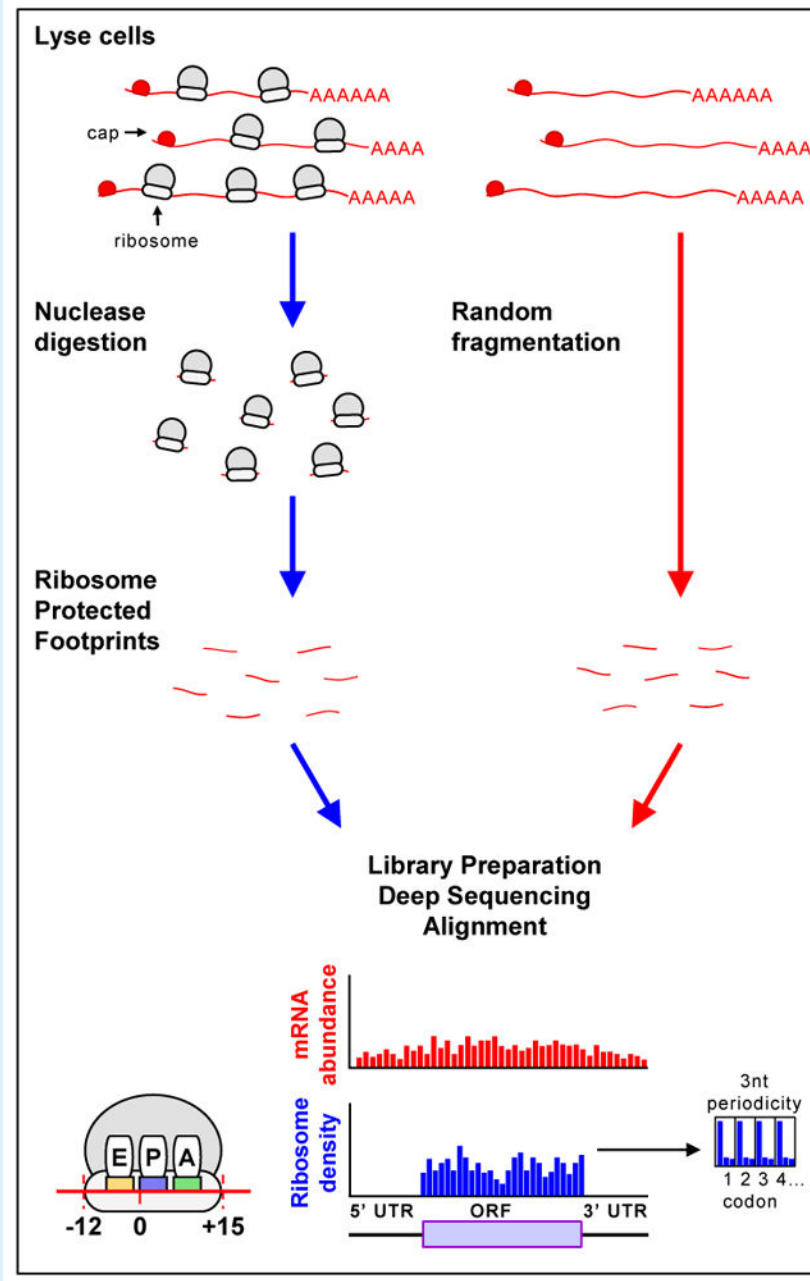 Lyse cells
AAAAAA
cap
AAAA
AAAAA
ribosome
AAAAAA
AAAA
AAAAA
Nuclease
digestion
Random
fragmentation
Ribosome
Protected
Footprints
Library Preparation
Deep Sequencing
Alignment
mRNA
abundance
Ribosome
density
5’ UTR ORF 3’ UTR
3nt
periodicity
1 2 3 4...
codon
E P A
-12 0 +15